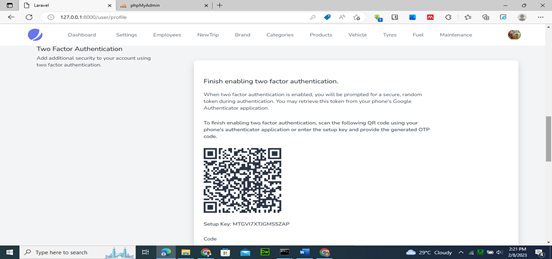 Laravel
phpMyAdmin
127.0.0.1:8000/user/profile
Dashboard Settings Employees NewTrip Brand Categories Products Vehicle Tyres Fuel Maintenance
Two Factor Authentication
Add additional security to your account using
two factor authentication.
Finish enabling two factor authentication.
When two factor authentication is enabled, you will be prompted for a secure, random
token during authentication. You may retrieve this token from your phone's Google
Authenticator application.
To finish enabling two factor authentication, scan the following QR code using your
phone's authenticator application or enter the setup key and provide the generated OTP
code.
Setup Key: MTGVI7XTIGMS5ZAP
Code
Type here to search
29°C Cloudy
2:21 PM
2/8/2023